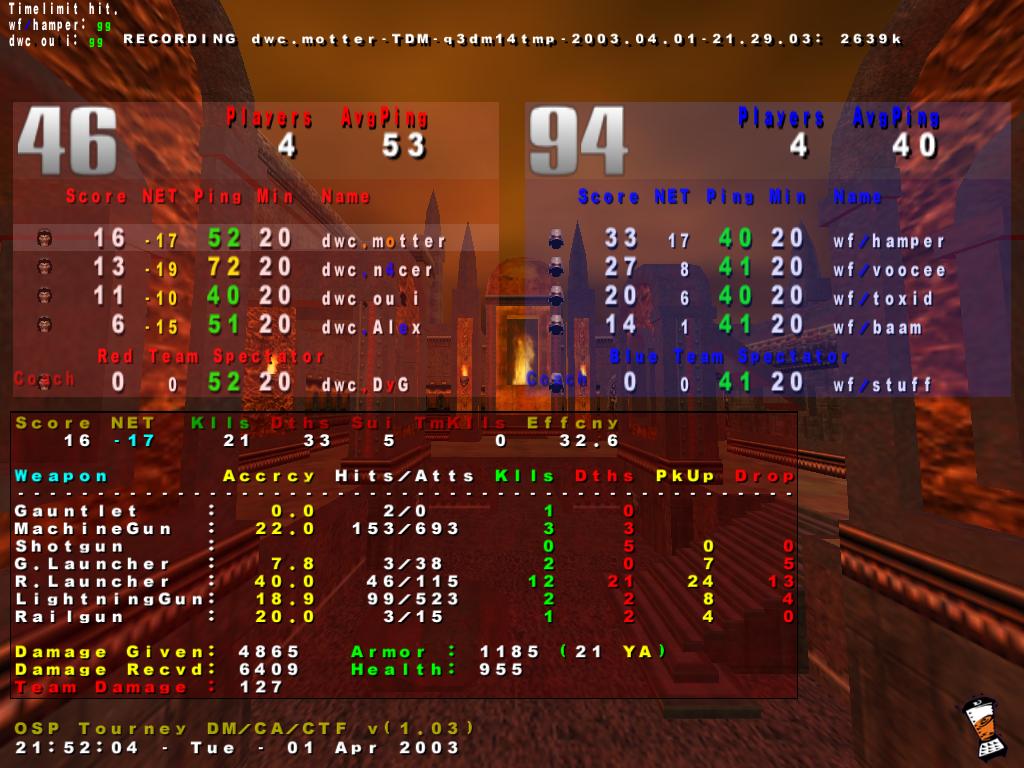 Timelimit hit.
wf/hamper: gg
dwc.ou i: gg
RECORDING dwc.motter-TDM-q3dm14tmp-2003.04.01-21.29.03: 2639k
46 Players AvgPing
4 53
Score NET Ping Min Name
16 -17 52 20 dwc.motter
13 -19 72 20 dwc.n4cer
11 -10 40 20 dwc.ou i
6 -15 51 20 dwc.Alex
Red Team Spectator
Coach 0 0 52 20 dwc.DyG
94 Players AvgPing
4 40
Score NET Ping Min Name
33 17 40 20 wf/hamper
27 8 41 20 wf/voocee
20 6 40 20 wf/toxid
14 1 41 20 wf/baam
Blue Team Spectator
Coach 0 0 41 20 wf/stuff
Score NET Klls Dths Sui TmKlls Effcny
16 -17 21 33 5 0 32.6
Weapon Accrcy Hits/Atts Klls Dths PkUp Drop
Gauntlet : 0.0 2/0 1 0
MachineGun : 22.0 153/693 3 3
Shotgun : 0 5 0 0
G.Launcher : 7.8 3/38 2 0 7 5
R.Launcher : 40.0 46/115 12 21 24 13
LightningGun: 18.9 99/523 2 2 8 4
Railgun : 20.0 3/15 1 2 4 0
Damage Given: 4865 Armor : 1185 (21 YA)
Damage Recvd: 6409 Health: 955
Team Damage : 127
OSP Tourney DM/CA/CTF v(1.03)
21:52:04 - Tue - 01 Apr 2003